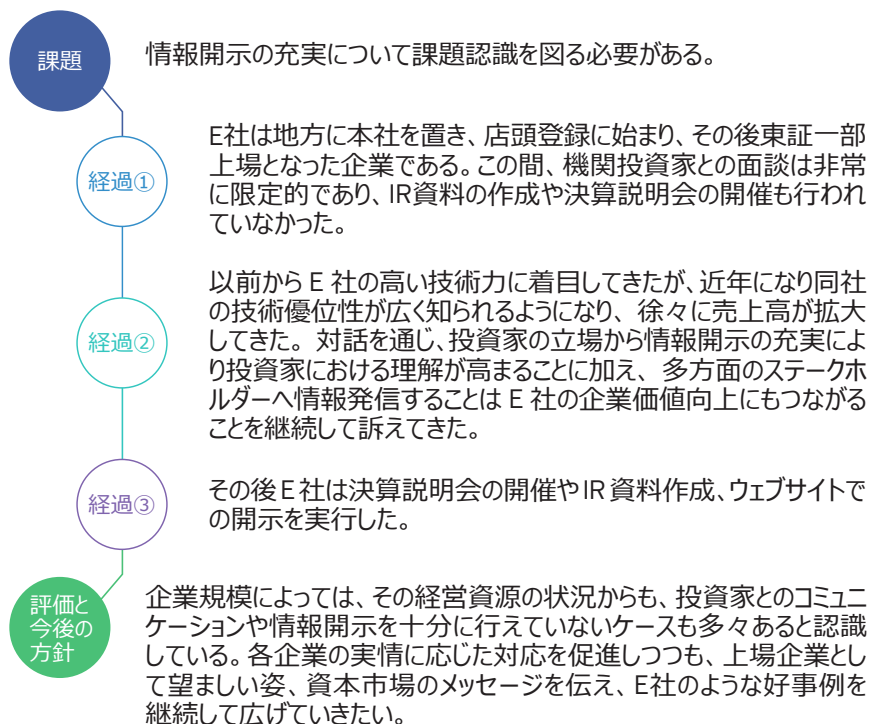 課題
情報開示の充実について課題認識を図る必要がある。
経過①
E社は地方に本社を置き、店頭登録に始まり、その後東証一部
上場となった企業である。この間、機関投資家との面談は非常
に限定的であり、IR資料の作成や決算説明会の開催も行われ
ていなかった。
経過②
以前から E 社の高い技術力に着目してきたが、近年になり同社
の技術優位性が広く知られるようになり、 徐々に売上高が拡大
してきた。 対話を通じ、投資家の立場から情報開示の充実によ
り投資家における理解が高まることに加え、 多方面のステークホ
ルダーへ情報発信することは E 社の企業価値向上にもつながる
ことを継続して訴えてきた。
経過③
その後E社は決算説明会の開催やIR資料作成、ウェブサイトで
の開示を実行した。
評価と
今後の
方針
企業規模によっては、その経営資源の状況からも、投資家とのコミュニ
ケーションや情報開示を十分に行えていないケースも多々あると認識
している。各企業の実情に応じた対応を促進しつつも、上場企業とし
て望ましい姿、資本市場のメッセージを伝え、E社のような好事例を
継続して広げていきたい。